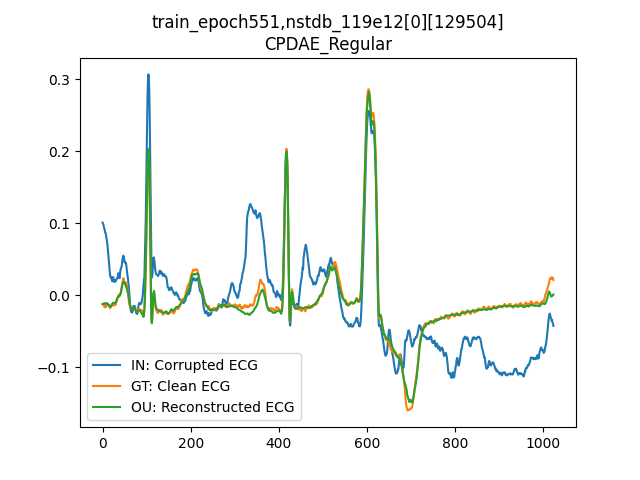 train_epoch551,nstdb_119e12[0][129504]
CPDAE_Regular
0.3
0.2
0.1
0.0
−0.1
IN: Corrupted ECG
GT: Clean ECG
OU: Reconstructed ECG
0 200 400 600 800 1000